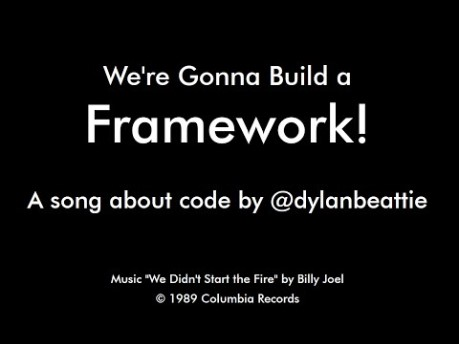 We're Gonna Build a
Framework!
A song about code by @dylanbeattie
Music "We Didn't Start the Fire" by Billy Joel
© 1989 Columbia Records